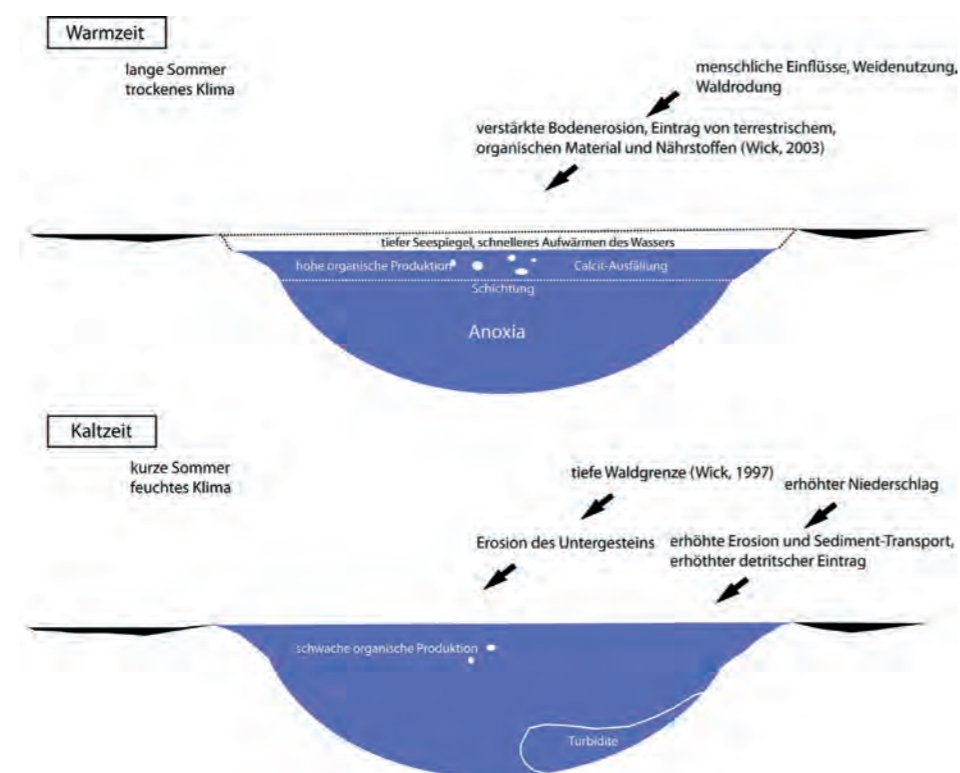 Warmzeit
lange Sommer
trockenes Klima
menschliche Einflüsse, Weidenutzung,
Waldrodung
verstärkte Bodenerosion, Eintrag von terrestrischem,
organischen Material und Nährstoffen (Wick, 2003)
tiefer Seespiegel, schnelleres Aufwärmen des Wassers
hohe organische Produktion
Calcit-Ausfällung
Schichtung
Anoxia
Kaltzeit
kurze Sommer
feuchtes Klima
tiefe Waldgrenze (Wick, 1997)
erhöhter Niederschlag
Erosion des Untergesteins
erhöhte Erosion und Sediment-Transport,
erhöthter detritscher Eintrag
schwache organische Produktion
Turbidite